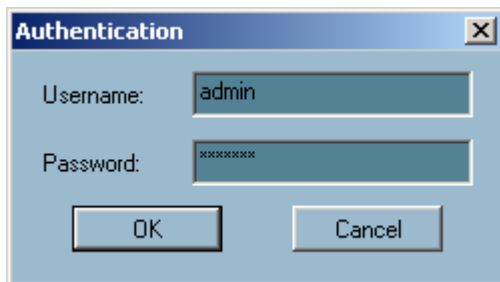 Authentication
Username: admin
Password: *******
OK Cancel